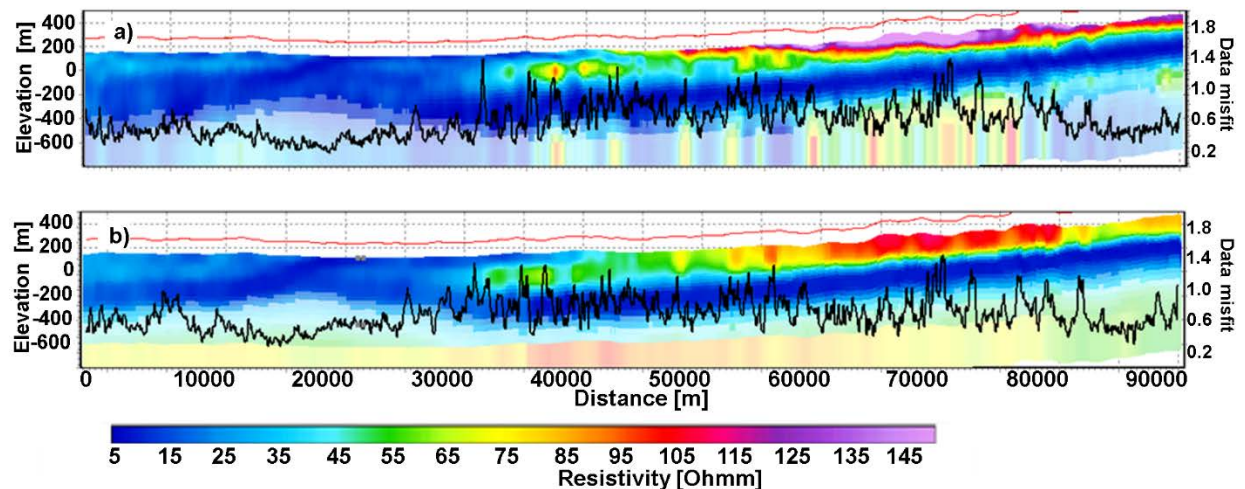 a)
Elevation [m]
400
200
0
-200
-400
-600
1.8
1.4
1.0
0.6
0.2
Data misfit
b)
Elevation [m]
400
200
0
-200
-400
-600
1.8
1.4
1.0
0.6
0.2
Data misfit
0 10000 20000 30000 40000 50000 60000 70000 80000 90000
Distance [m]
5 15 25 35 45 55 65 75 85 95 105 115 125 135 145
Resistivity [Ohmm]